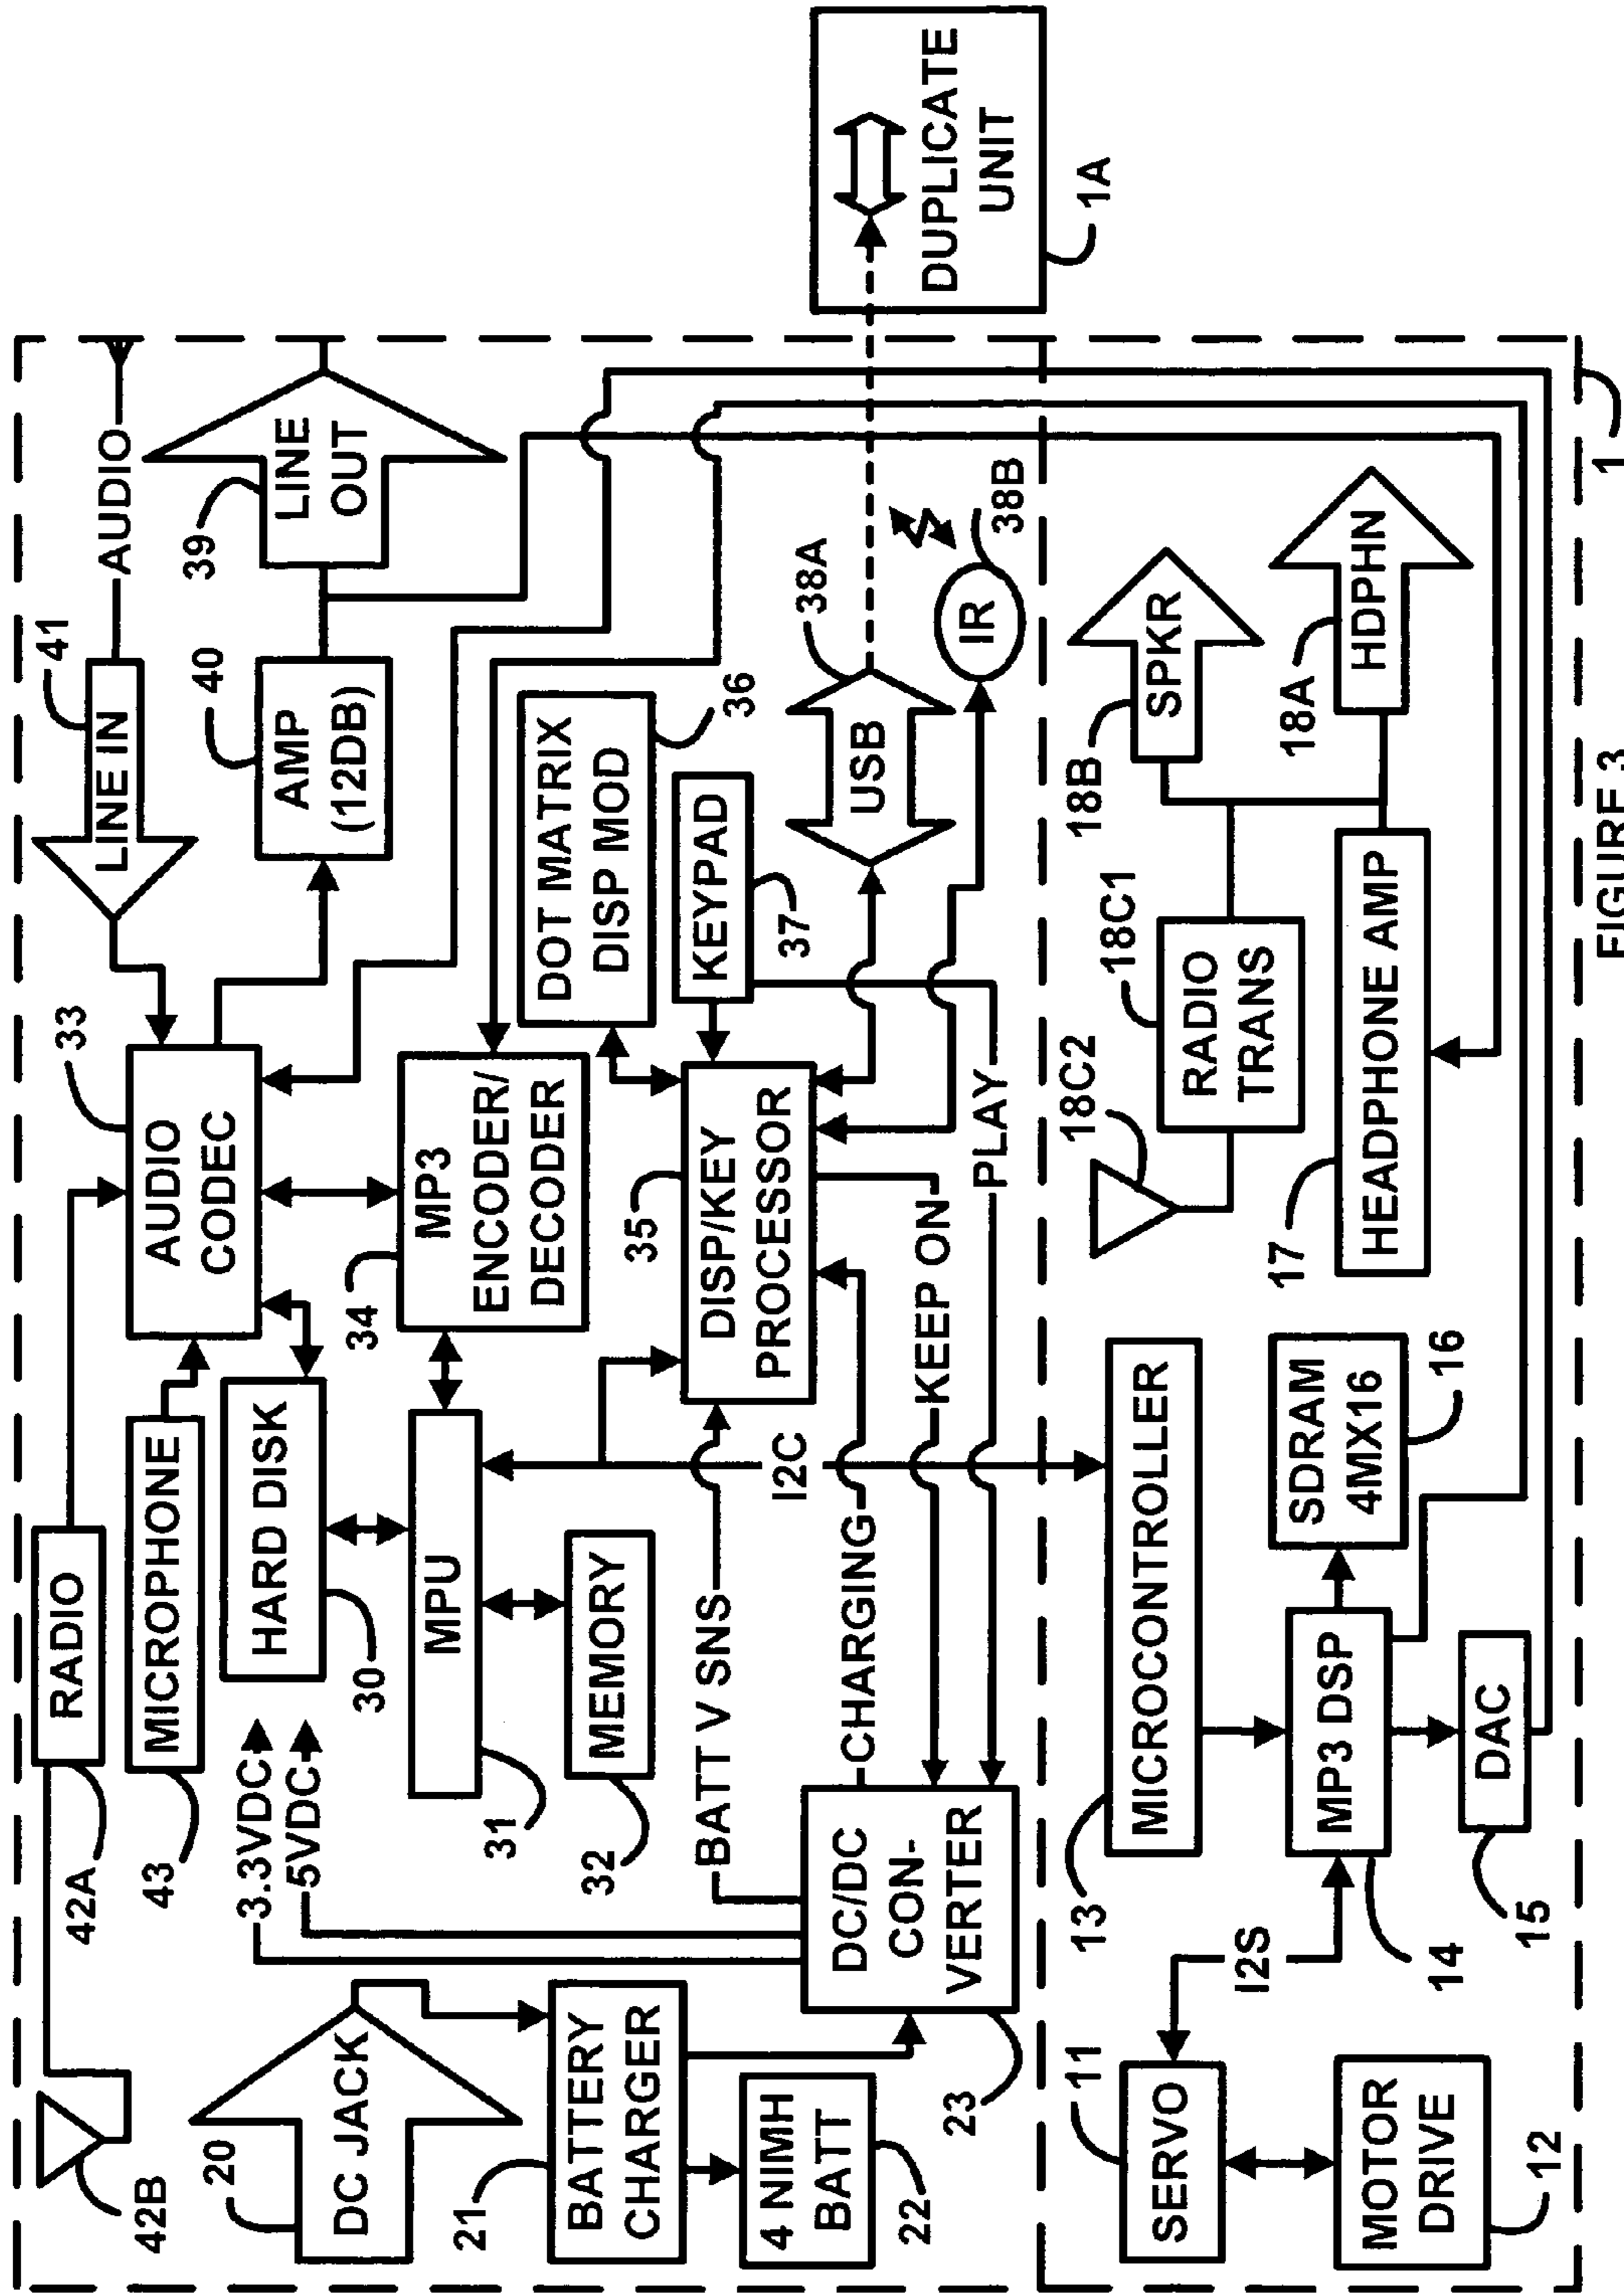 42B
42A
RADIO
43
MICROPHONE
33
AUDIO
CODEC
41
LINE IN
AUDIO
40
AMP
(12DB)
39
LINE
OUT
20
DC JACK
3.3VDC
5VDC
30
HARD DISK
34
MP3
ENCODER/
DECODER
31
MPU
32
MEMORY
21
BATTERY
CHARGER
4 NIMH
BATT
22
DC/DC
CON-
VERTER
23
BATT V SNS
I2C
CHARGING
KEEP ON
PLAY
35
DISP/KEY
PROCESSOR
DOT MATRIX
DISP MOD
36
KEYPAD
37
USB
38A
IR
38B
DUPLICATE
UNIT
1A
11
SERVO
MOTOR
DRIVE
12
I2S
13
MICROCONTROLLER
14
MP3 DSP
15
DAC
SDRAM
4MX16
16
17
HEADPHONE AMP
18C2
18C1
RADIO
TRANS
18B
SPKR
18A
HDPHN
1
FIGURE 3